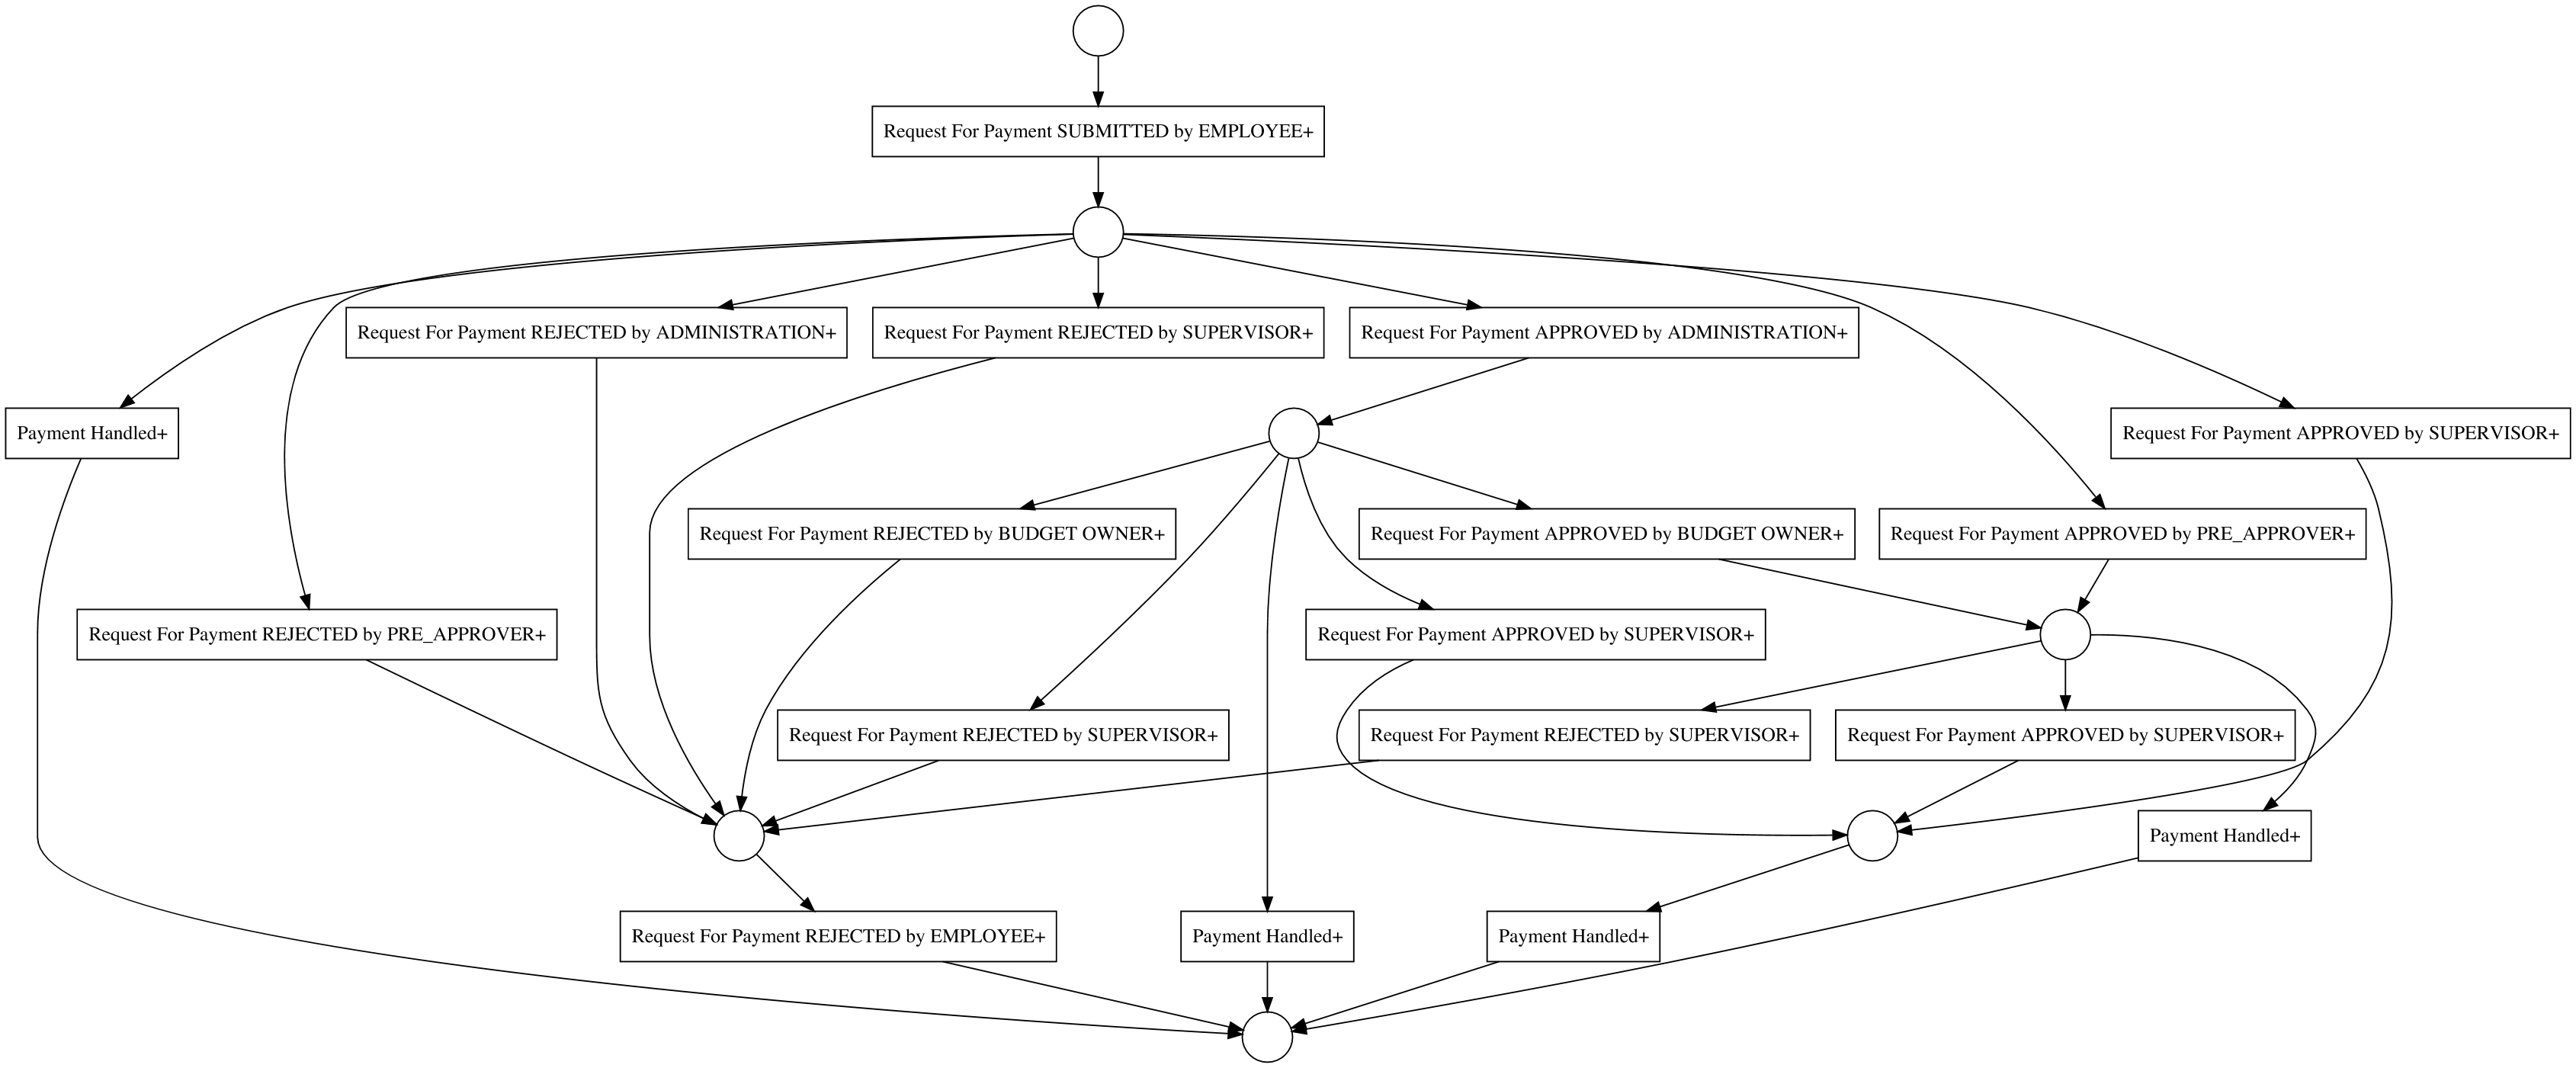 Request For Payment SUBMITTED by EMPLOYEE+
Request For Payment REJECTED by ADMINISTRATION+
Request For Payment REJECTED by SUPERVISOR+
Request For Payment APPROVED by ADMINISTRATION+
Payment Handled+
Request For Payment APPROVED by SUPERVISOR+
Request For Payment REJECTED by BUDGET OWNER+
Request For Payment APPROVED by BUDGET OWNER+
Request For Payment APPROVED by PRE_APPROVER+
Request For Payment REJECTED by PRE_APPROVER+
Request For Payment APPROVED by SUPERVISOR+
Request For Payment REJECTED by SUPERVISOR+
Request For Payment REJECTED by SUPERVISOR+
Request For Payment APPROVED by SUPERVISOR+
Payment Handled+
Request For Payment REJECTED by EMPLOYEE+
Payment Handled+
Payment Handled+